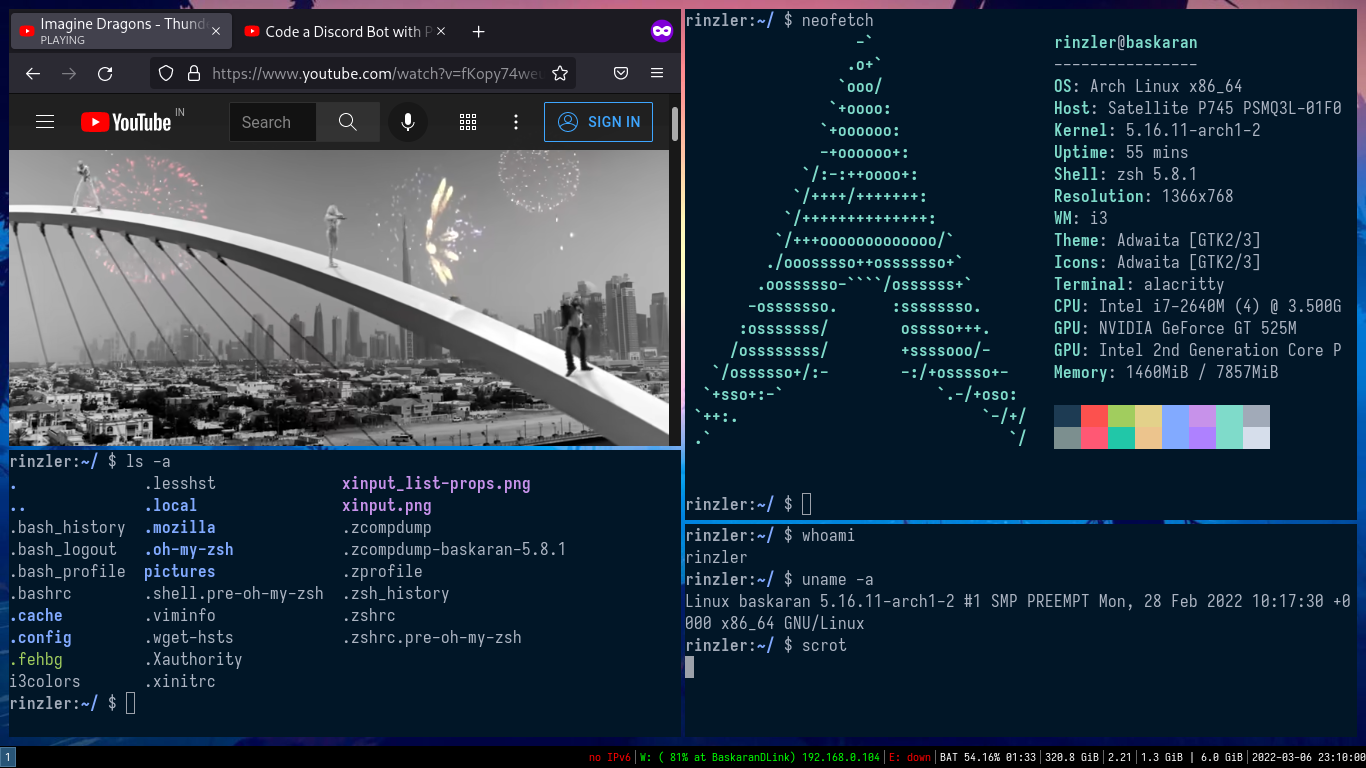 Imagine Dragons - Thunde
PLAYING
Code a Discord Bot with P
https://www.youtube.com/watch?v=fKopy74weu
YouTube IN
Search
SIGN IN
rinzler:~/ $ ls -a
. .lesshst xinput_list-props.png
.. .local xinput.png
.bash_history .mozilla .zcompdump
.bash_logout .oh-my-zsh .zcompdump-baskaran-5.8.1
.bash_profile pictures .zprofile
.bashrc .shell.pre-oh-my-zsh .zsh_history
.cache .viminfo .zshrc
.config .wget-hsts .zshrc.pre-oh-my-zsh
.fehbg .Xauthority
i3colors .xinitrc
rinzler:~/ $
rinzler:~/ $ neofetch
-` rinzler@baskaran
.o+` ----------------
`ooo/ OS: Arch Linux x86_64
`+oooo: Host: Satellite P745 PSMQ3L-01F0
`+oooooo: Kernel: 5.16.11-arch1-2
-+oooooo+: Uptime: 55 mins
`/:-:++oooo+: Shell: zsh 5.8.1
`/++++/+++++++: Resolution: 1366x768
`/++++++++++++++: WM: i3
`/+++ooooooooooooo/` Theme: Adwaita [GTK2/3]
./ooosssso++osssssso+` Icons: Adwaita [GTK2/3]
.oossssso-````/ossssss+` Terminal: alacritty
-osssssso. :ssssssso. CPU: Intel i7-2640M (4) @ 3.500G
:osssssss/ osssso+++. GPU: NVIDIA GeForce GT 525M
/ossssssss/ +ssssooo/- GPU: Intel 2nd Generation Core P
`/ossssso+/:- -:/+osssso+- Memory: 1460MiB / 7857MiB
`+sso+:-` `.-/+oso:
`++:. `-/+/
.` `/
rinzler:~/ $
rinzler:~/ $ whoami
rinzler
rinzler:~/ $ uname -a
Linux baskaran 5.16.11-arch1-2 #1 SMP PREEMPT Mon, 28 Feb 2022 10:17:30 +0
000 x86_64 GNU/Linux
rinzler:~/ $ scrot
1 no IPv6|W: ( 81% at BaskaranDLink) 192.168.0.104|E: down|BAT 54.16% 01:33|320.8 GiB|2.21|1.3 GiB | 6.0 GiB|2022-03-06 23:10:00